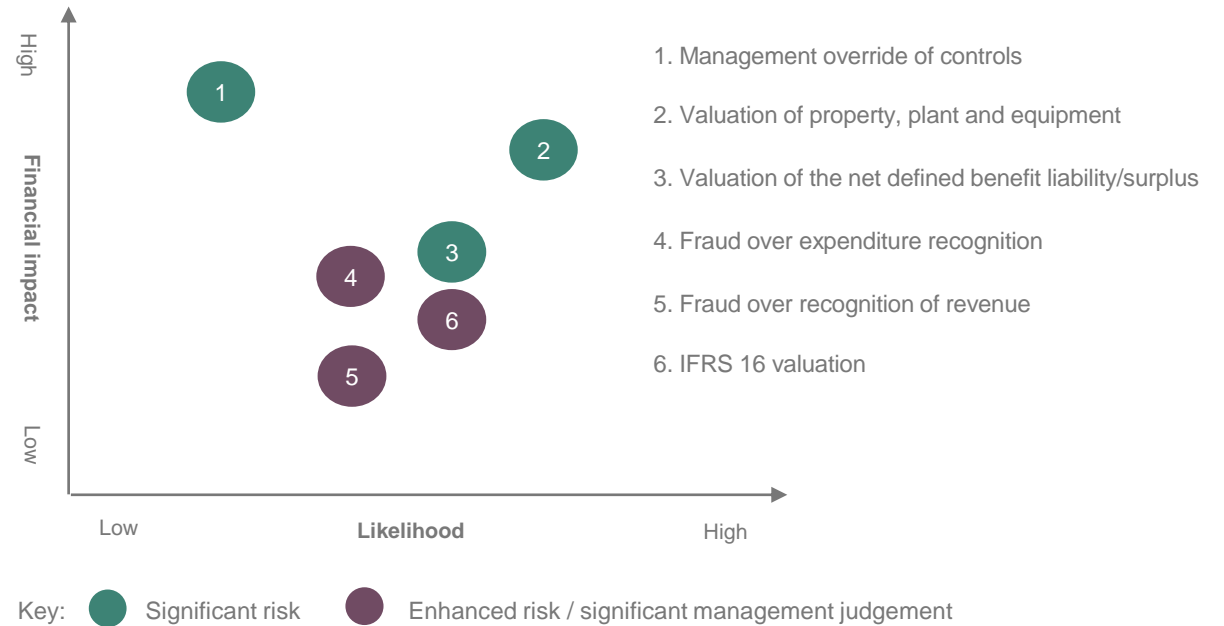 High
Financial impact
Low
1
2
3
4
6
5
1. Management override of controls
2. Valuation of property, plant and equipment
3. Valuation of the net defined benefit liability/surplus
4. Fraud over expenditure recognition
5. Fraud over recognition of revenue
6. IFRS 16 valuation
Low
Likelihood
High
Key:
Significant risk
Enhanced risk / significant management judgement